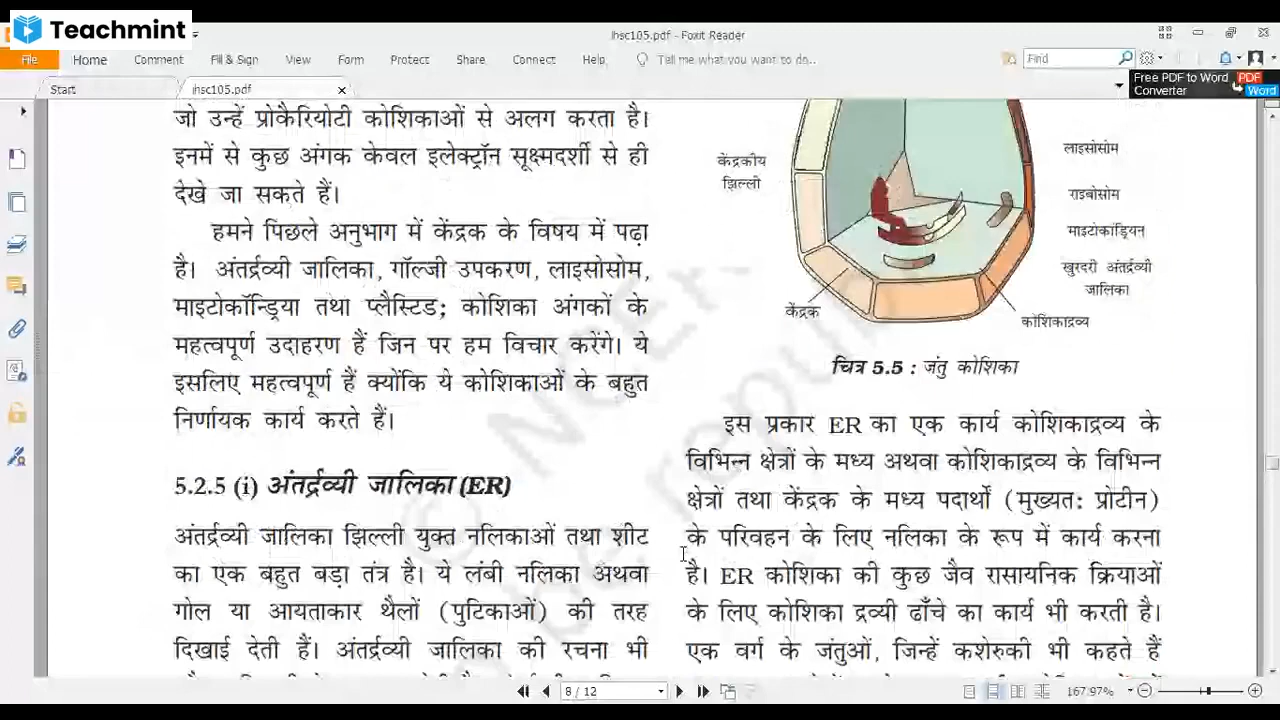 Teachmint
ihsc105.pdf - Foxit Reader
File Home Comment Fill & Sign View Form Protect Share Connect Help Tell me what you want to do.. Find
Start ihsc105.pdf
Free PDF to Word PDF
Converter Word
जो उन्हें प्रोकैरियोटी कोशिकाओं से अलग करता है।
इनमें से कुछ अंगक केवल इलेक्ट्रॉन सूक्ष्मदर्शी से ही
देखे जा सकते हैं।
हमने पिछले अनुभाग में केंद्रक के विषय में पढ़ा
है। अंतर्द्रव्यी जालिका, गॉल्जी उपकरण, लाइसोसोम,
माइटोकॉन्ड्रिया तथा प्लैस्टिड; कोशिका अंगकों के
महत्वपूर्ण उदाहरण हैं जिन पर हम विचार करेंगे। ये
इसलिए महत्वपूर्ण हैं क्योंकि ये कोशिकाओं के बहुत
निर्णायक कार्य करते हैं।
5.2.5 (i) अंतर्द्रव्यी जालिका (ER)
अंतर्द्रव्यी जालिका झिल्ली युक्त नलिकाओं तथा शीट
का एक बहुत बड़ा तंत्र है। ये लंबी नलिका अथवा
गोल या आयताकार थैलों (पुटिकाओं) की तरह
दिखाई देती हैं। अंतर्द्रव्यी जालिका की रचना भी
केंद्रकीय
झिल्ली
लाइसोसोम
राइबोसोम
माइटोकांड्रियन
खुरदरी अंतर्द्रव्यी
जालिका
केंद्रक
कोशिकाद्रव्य
चित्र 5.5 : जंतु कोशिका
इस प्रकार ER का एक कार्य कोशिकाद्रव्य के
विभिन्न क्षेत्रों के मध्य अथवा कोशिकाद्रव्य के विभिन्न
क्षेत्रों तथा केंद्रक के मध्य पदार्थों (मुख्यत: प्रोटीन)
के परिवहन के लिए नलिका के रूप में कार्य करना
है। ER कोशिका की कुछ जैव रासायनिक क्रियाओं
के लिए कोशिका द्रव्यी ढाँचे का कार्य भी करती है।
एक वर्ग के जंतुओं, जिन्हें कशेरुकी भी कहते हैं
8 / 12
167.97%